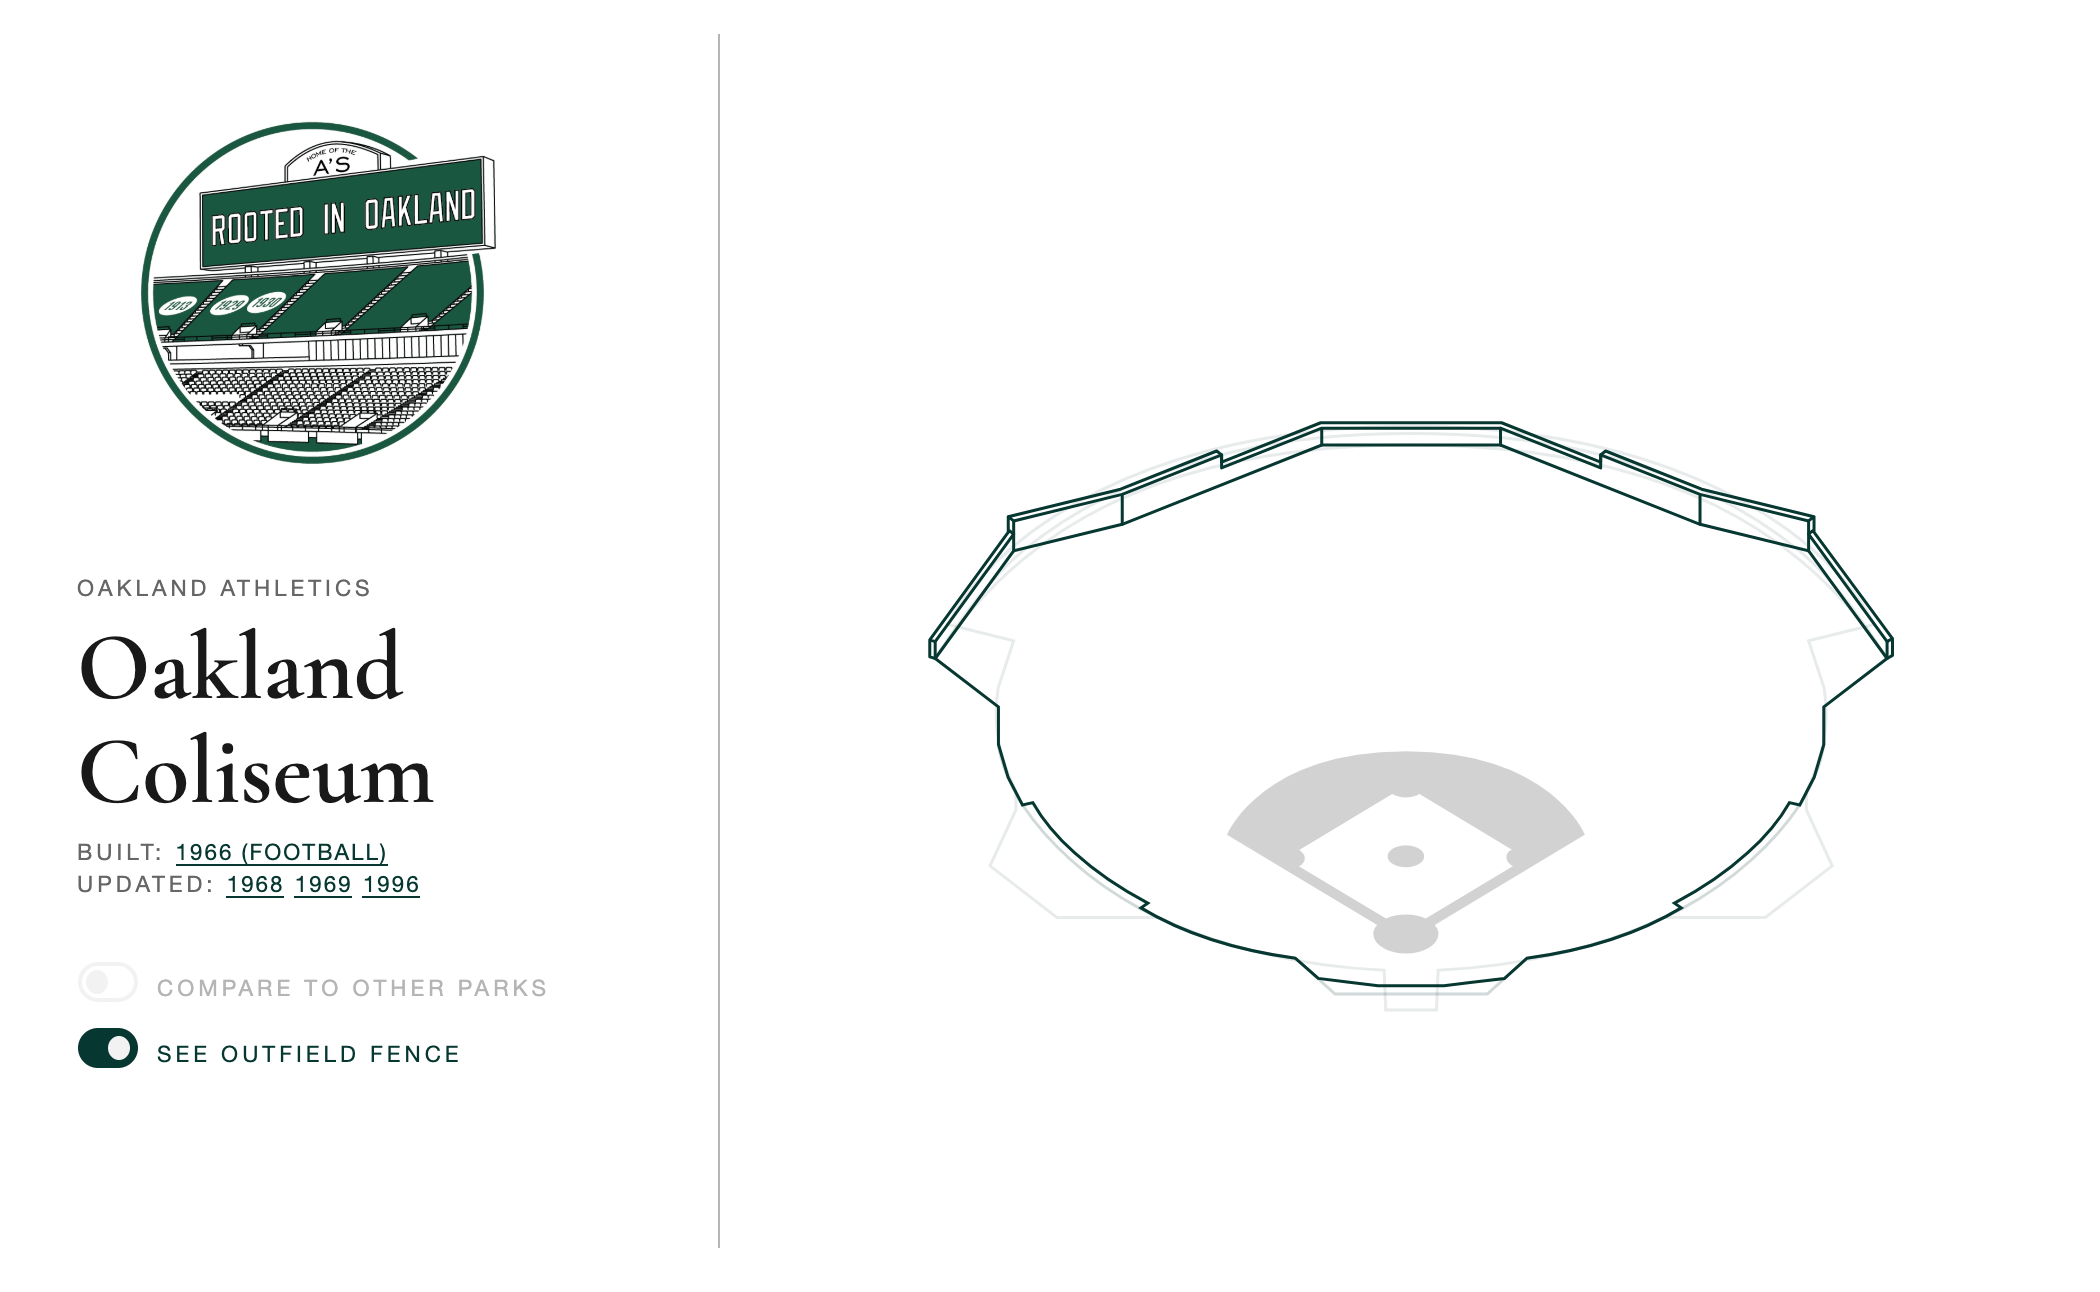 HOME OF THE
A'S
ROOTED IN OAKLAND
1913 1929 1930
OAKLAND ATHLETICS
Oakland
Coliseum
BUILT: 1966 (FOOTBALL)
UPDATED: 1968 1969 1996
COMPARE TO OTHER PARKS
SEE OUTFIELD FENCE